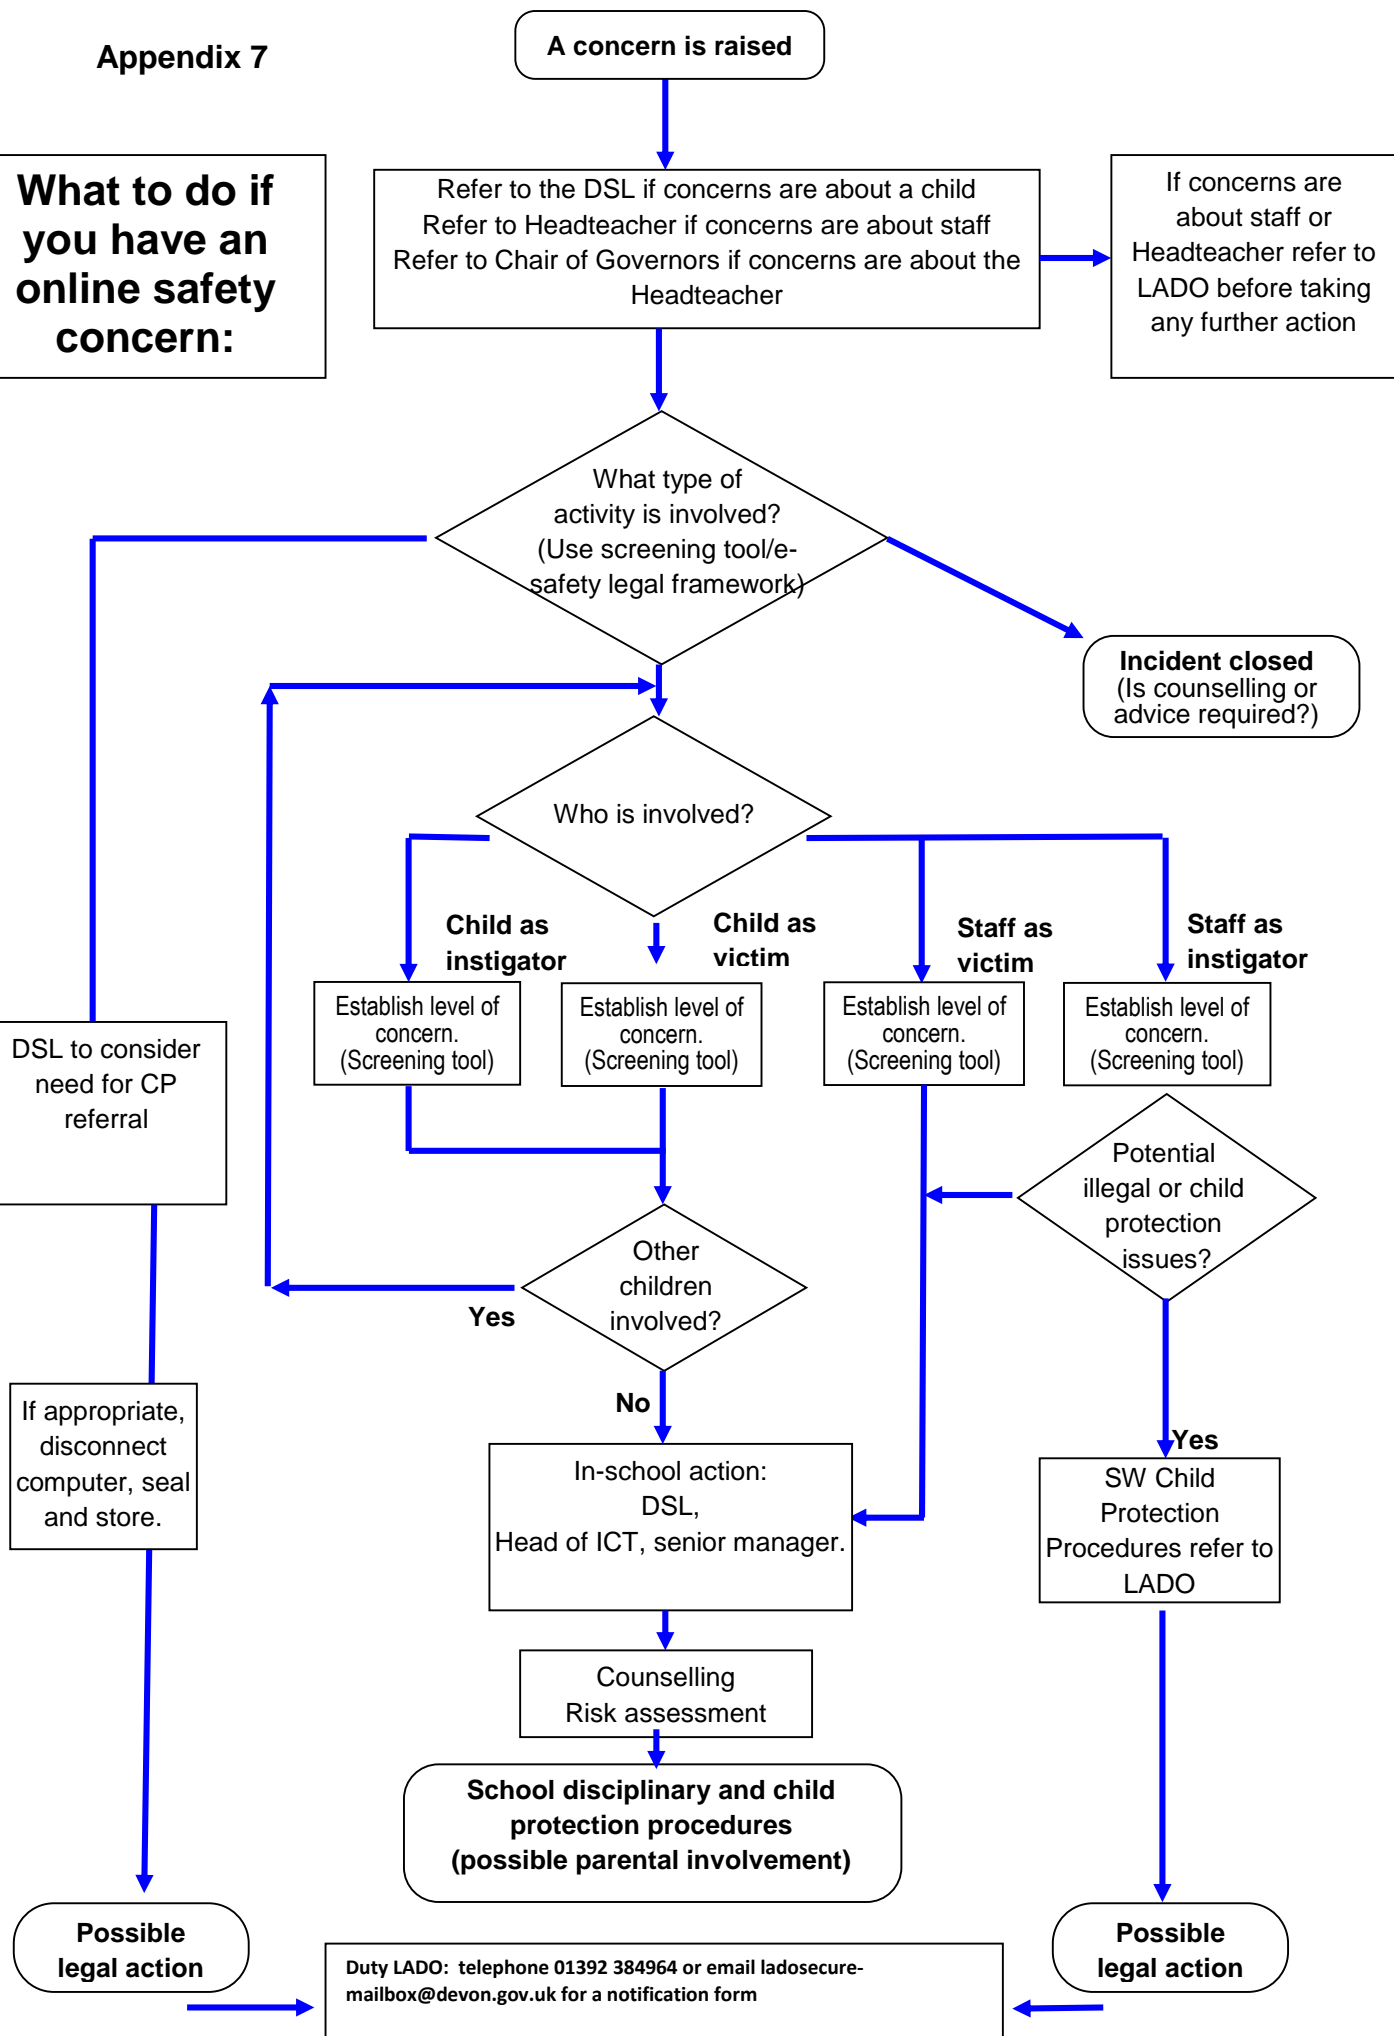 Appendix 7
A concern is raised
What to do if
you have an
online safety
concern:
Refer to the DSL if concerns are about a child
Refer to Headteacher if concerns are about staff
Refer to Chair of Governors if concerns are about the
Headteacher
If concerns are
about staff or
Headteacher refer to
LADO before taking
any further action
What type of
activity is involved?
(Use screening tool/e-
safety legal framework)
Incident closed
(Is counselling or
advice required?)
Who is involved?
Child as
instigator
Child as
victim
Staff as
victim
Staff as
instigator
Establish level of
concern.
(Screening tool)
Establish level of
concern.
(Screening tool)
Establish level of
concern.
(Screening tool)
Establish level of
concern.
(Screening tool)
DSL to consider
need for CP
referral
Potential
illegal or child
protection
issues?
Other
children
involved?
Yes
No
If appropriate,
disconnect
computer, seal
and store.
In-school action:
DSL,
Head of ICT, senior manager.
Yes
SW Child
Protection
Procedures refer to
LADO
Counselling
Risk assessment
School disciplinary and child
protection procedures
(possible parental involvement)
Possible
legal action
Possible
legal action
Duty LADO: telephone 01392 384964 or email ladosecure-
mailbox@devon.gov.uk for a notification form